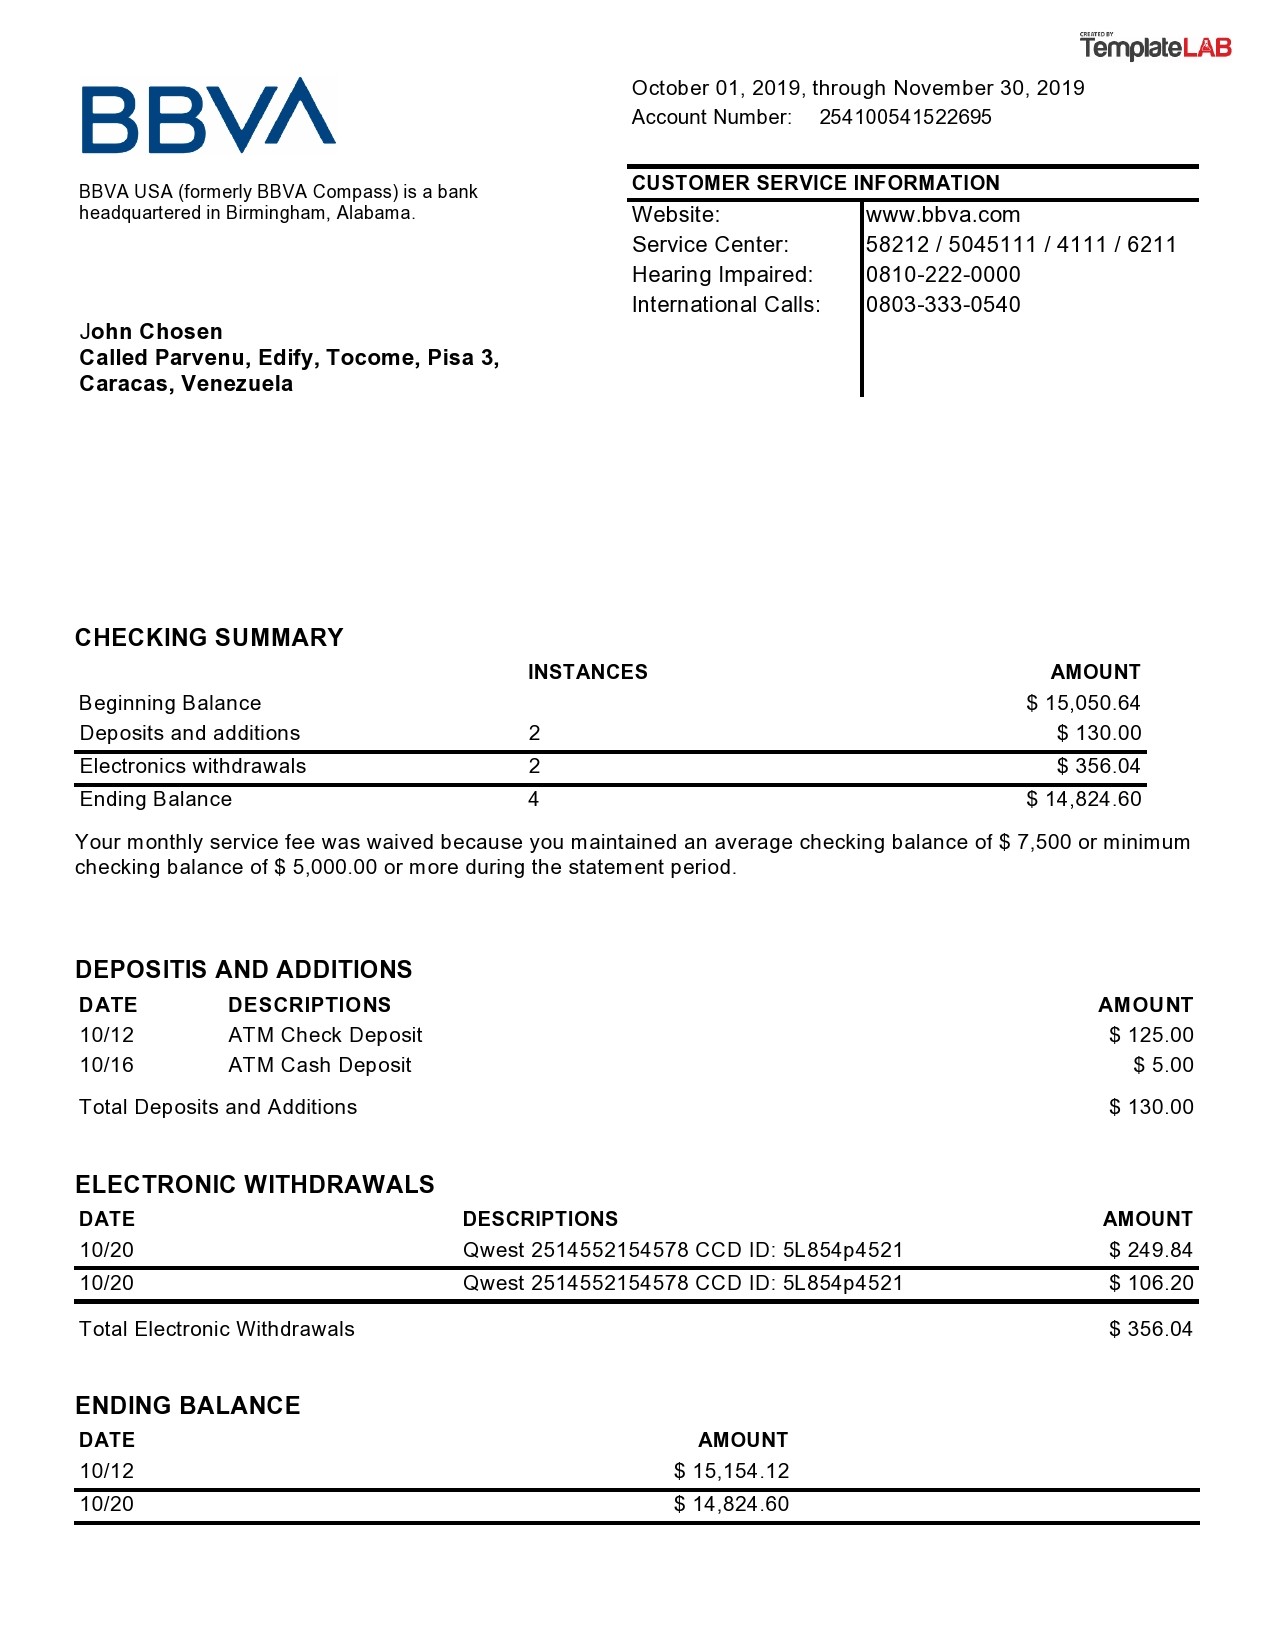 CREATED BY
TemplateLAB
BBVA
October 01, 2019, through November 30, 2019
Account Number: 254100541522695
BBVA USA (formerly BBVA Compass) is a bank
headquartered in Birmingham, Alabama.
CUSTOMER SERVICE INFORMATION
Website: www.bbva.com
Service Center: 58212 / 5045111 / 4111 / 6211
Hearing Impaired: 0810-222-0000
International Calls: 0803-333-0540
John Chosen
Called Parvenu, Edify, Tocome, Pisa 3,
Caracas, Venezuela
CHECKING SUMMARY
INSTANCES AMOUNT
Beginning Balance $ 15,050.64
Deposits and additions 2 $ 130.00
Electronics withdrawals 2 $ 356.04
Ending Balance 4 $ 14,824.60
Your monthly service fee was waived because you maintained an average checking balance of $ 7,500 or minimum
checking balance of $ 5,000.00 or more during the statement period.
DEPOSITIS AND ADDITIONS
DATE DESCRIPTIONS AMOUNT
10/12 ATM Check Deposit $ 125.00
10/16 ATM Cash Deposit $ 5.00
Total Deposits and Additions $ 130.00
ELECTRONIC WITHDRAWALS
DATE DESCRIPTIONS AMOUNT
10/20 Qwest 2514552154578 CCD ID: 5L854p4521 $ 249.84
10/20 Qwest 2514552154578 CCD ID: 5L854p4521 $ 106.20
Total Electronic Withdrawals $ 356.04
ENDING BALANCE
DATE AMOUNT
10/12 $ 15,154.12
10/20 $ 14,824.60